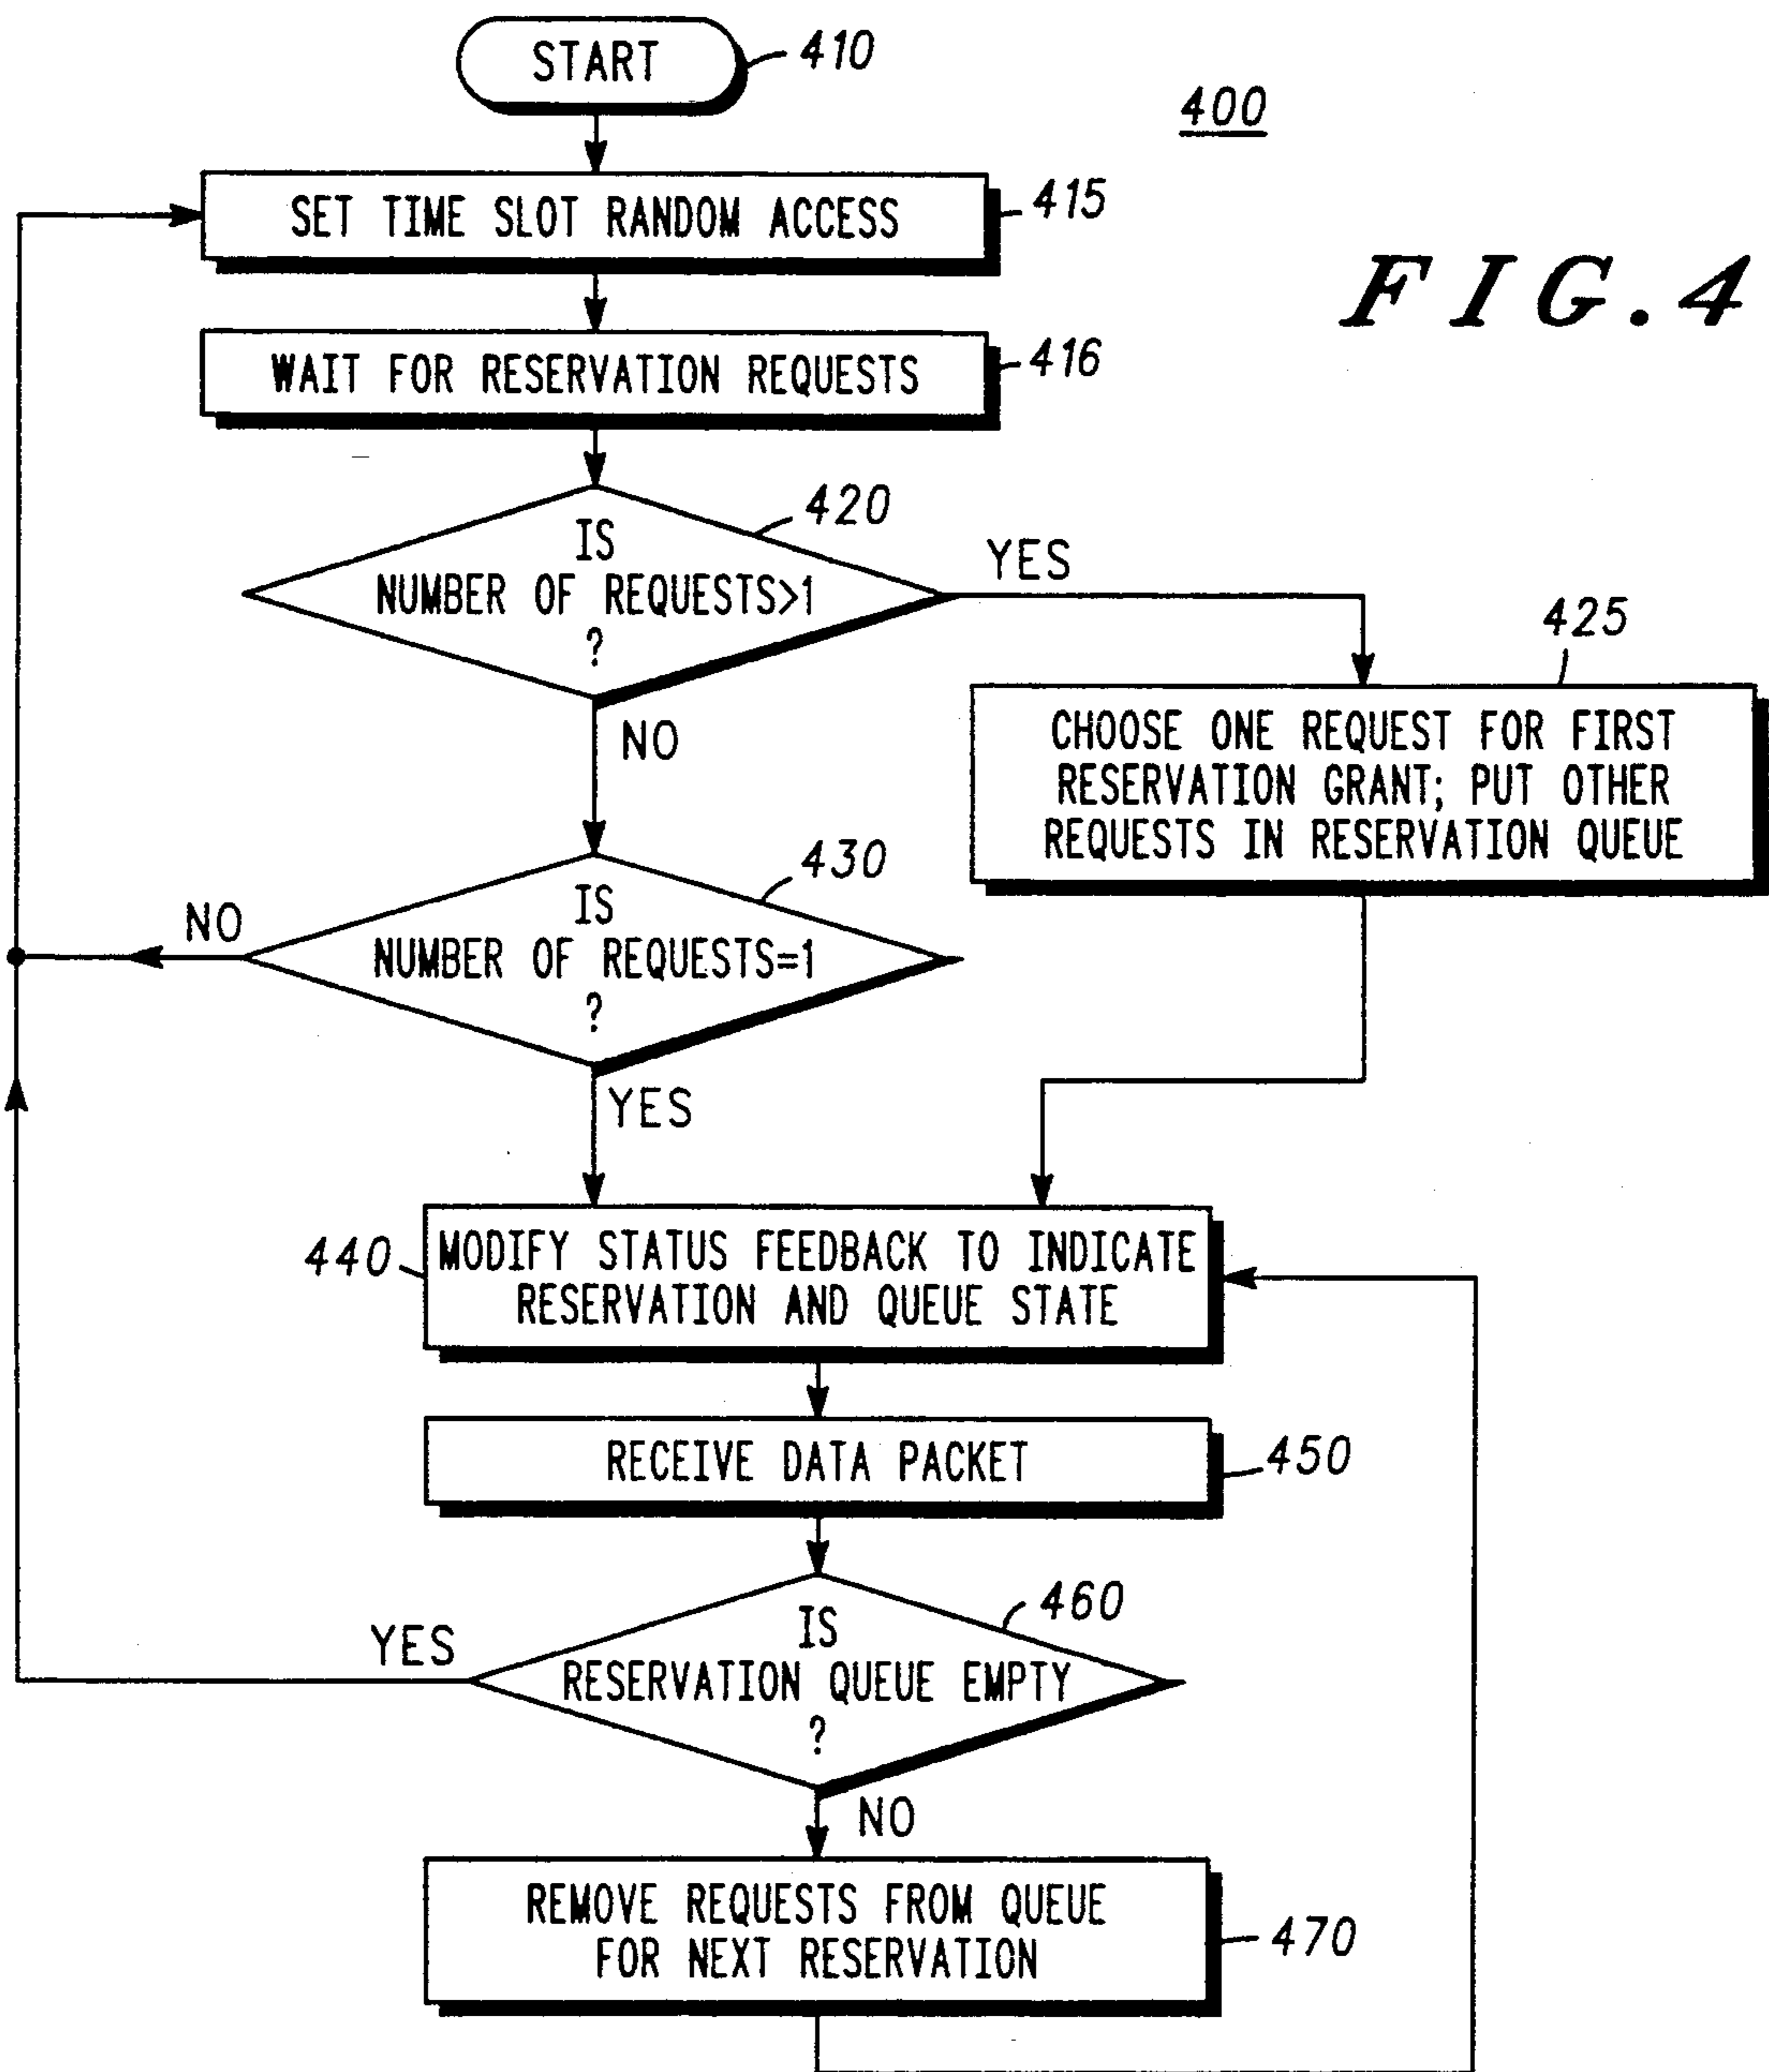 START
410
400
SET TIME SLOT RANDOM ACCESS
415
FIG.4
WAIT FOR RESERVATION REQUESTS
416
420
IS
NUMBER OF REQUESTS>1
?
YES
NO
425
CHOOSE ONE REQUEST FOR FIRST
RESERVATION GRANT; PUT OTHER
REQUESTS IN RESERVATION QUEUE
430
IS
NUMBER OF REQUESTS=1
?
NO
YES
440
MODIFY STATUS FEEDBACK TO INDICATE
RESERVATION AND QUEUE STATE
RECEIVE DATA PACKET
450
460
IS
RESERVATION QUEUE EMPTY
?
YES
NO
REMOVE REQUESTS FROM QUEUE
FOR NEXT RESERVATION
470